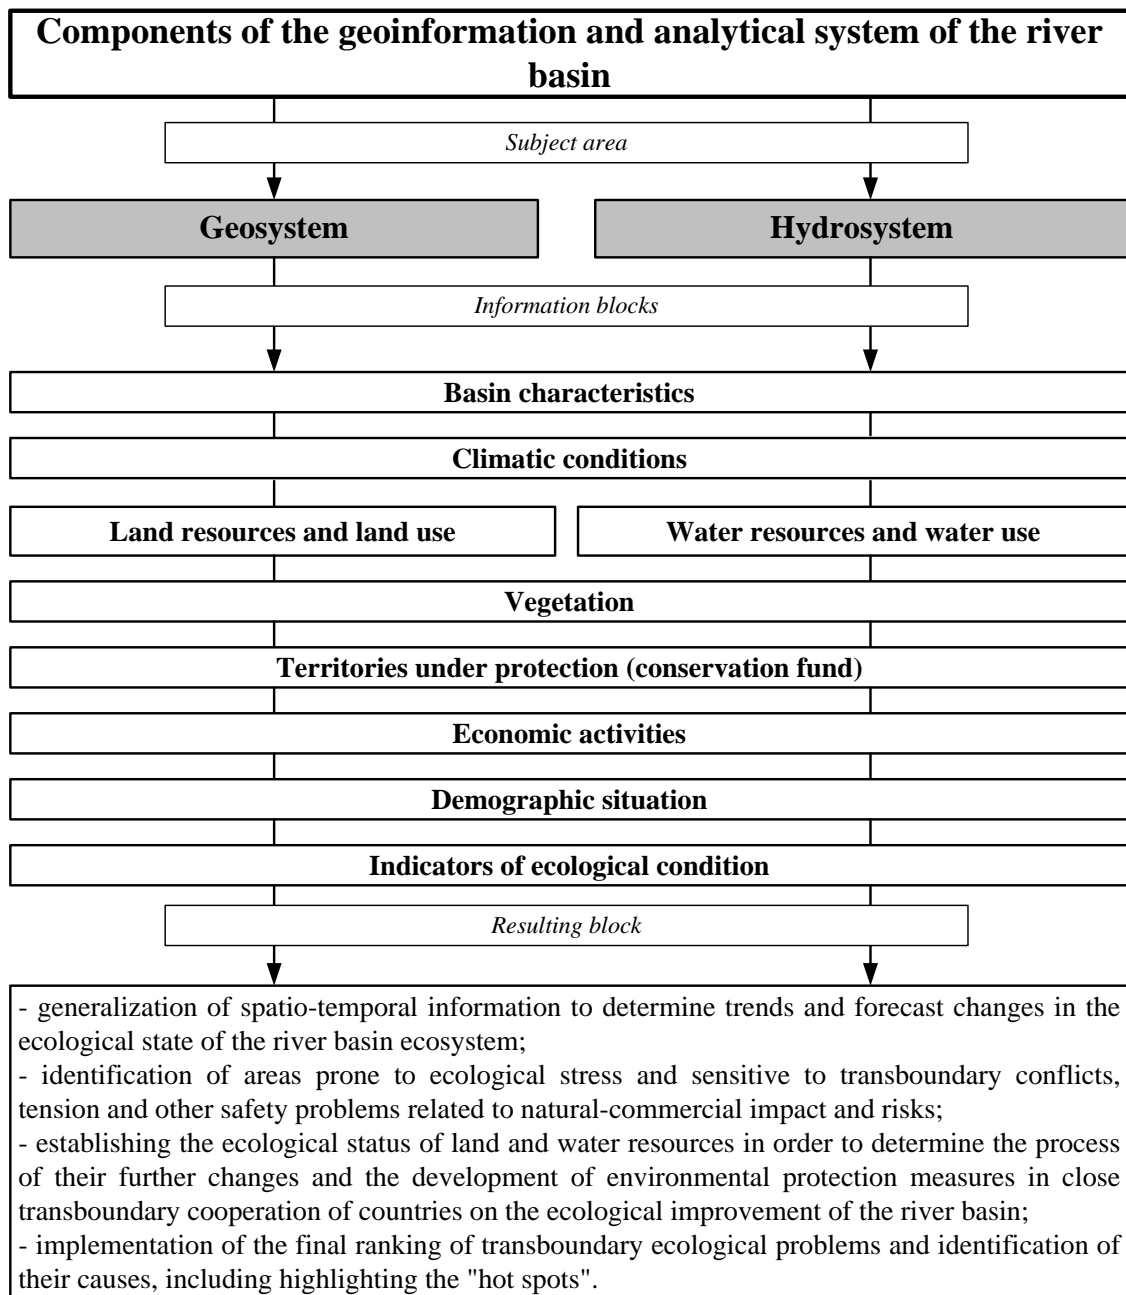 Components of the geoinformation and analytical system of the river
basin
Subject area
Geosystem
Hydrosystem
Information blocks
Basin characteristics
Climatic conditions
Land resources and land use
Water resources and water use
Vegetation
Territories under protection (conservation fund)
Economic activities
Demographic situation
Indicators of ecological condition
Resulting block
- generalization of spatio-temporal information to determine trends and forecast changes in the
ecological state of the river basin ecosystem;
- identification of areas prone to ecological stress and sensitive to transboundary conflicts,
tension and other safety problems related to natural-commercial impact and risks;
- establishing the ecological status of land and water resources in order to determine the process
of their further changes and the development of environmental protection measures in close
transboundary cooperation of countries on the ecological improvement of the river basin;
- implementation of the final ranking of transboundary ecological problems and identification of
their causes, including highlighting the "hot spots".